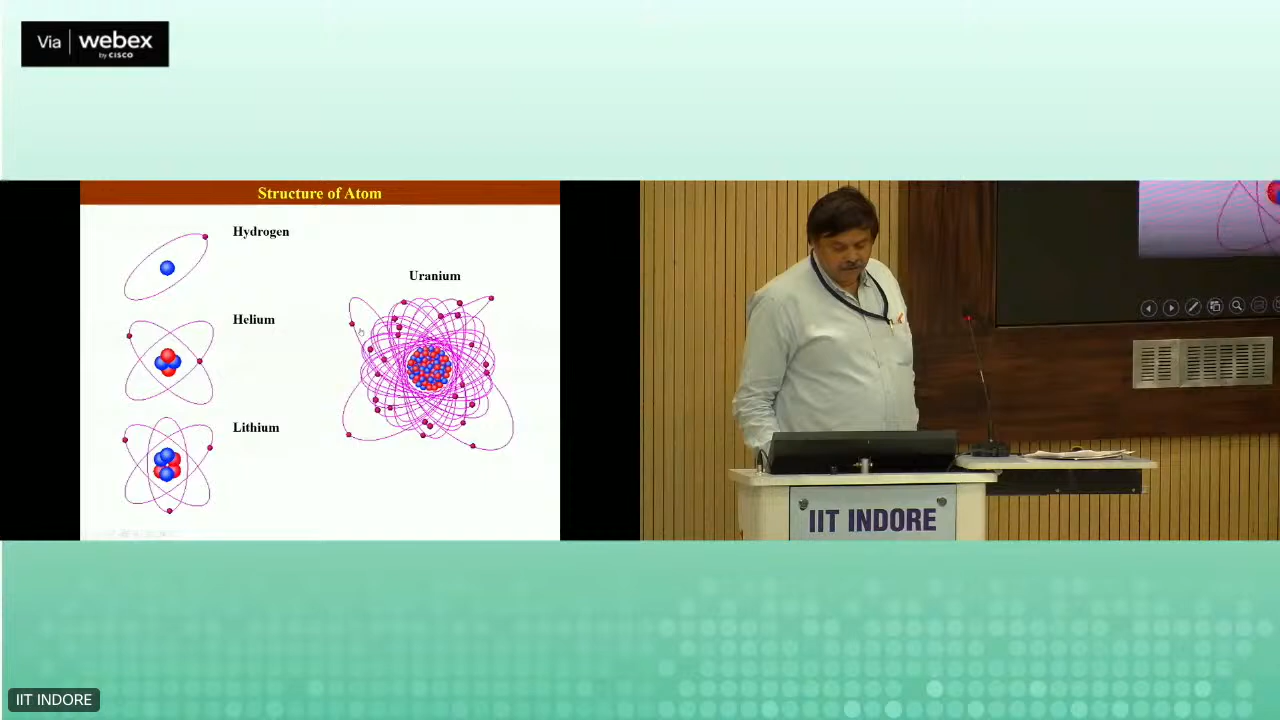 Via webex
by CISCO
Structure of Atom
Hydrogen
Uranium
Helium
Lithium
IIT INDORE
IIT INDORE